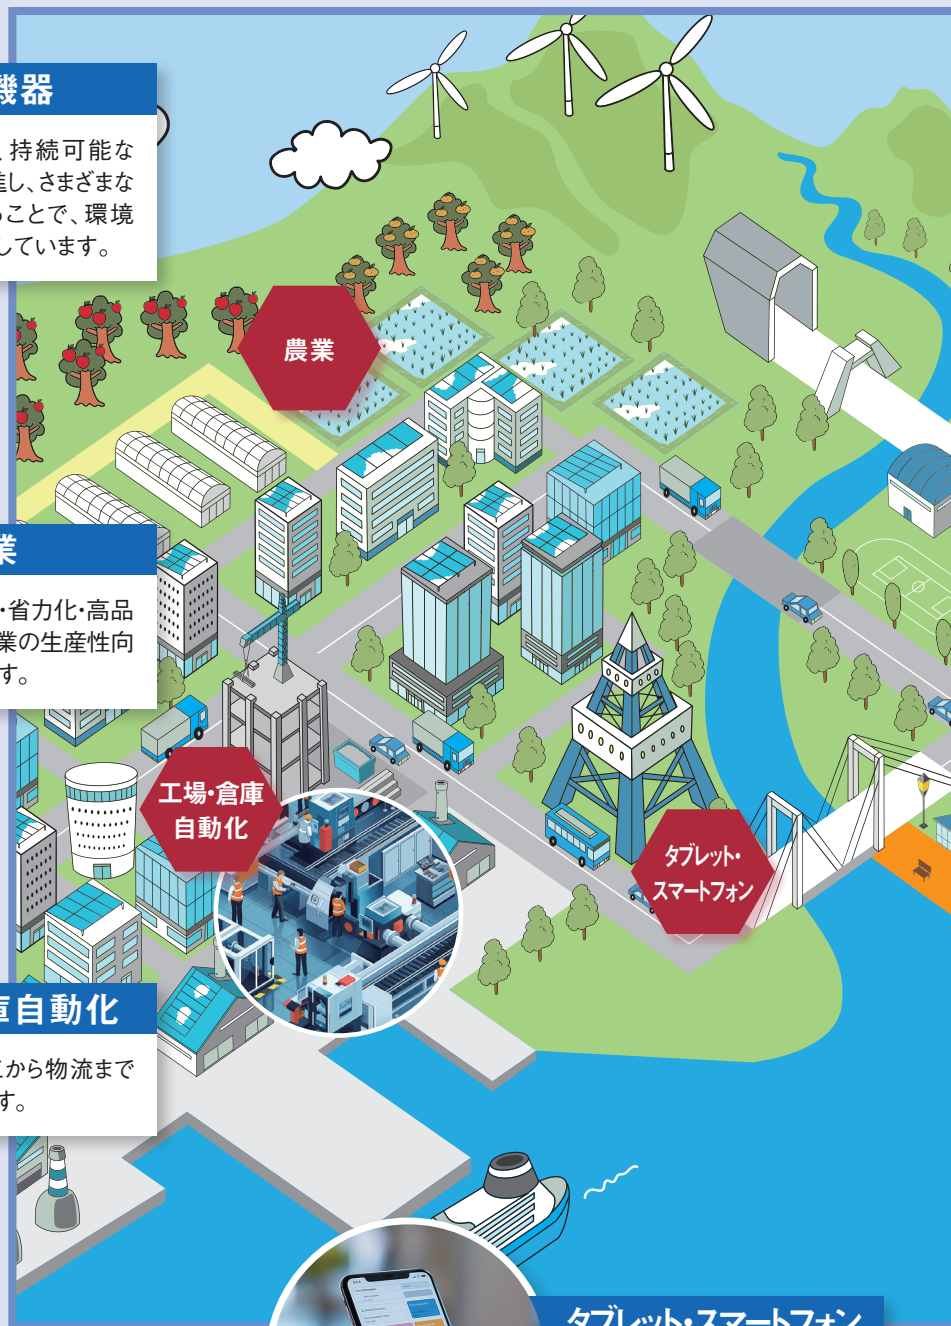 機器
、持続可能な
進し、さまざまな
ることで、環境
しています。
農業
業
・省力化・高品
業の生産性向
す。
工場・倉庫
自動化
タブレット・
スマートフォン
庫自動化
工から物流まで
す。
タブレット・スマートフォン